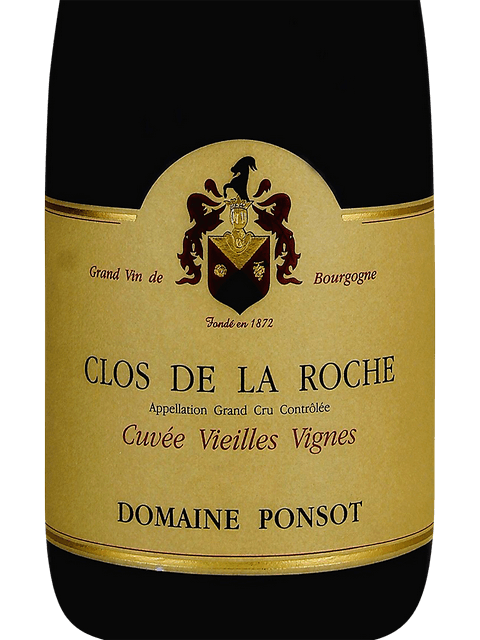 Grand Vin de Bourgogne
Fondé en 1872
CLOS DE LA ROCHE
Appellation Grand Cru Contrôlée
Cuvée Vieilles Vignes
DOMAINE PONSOT